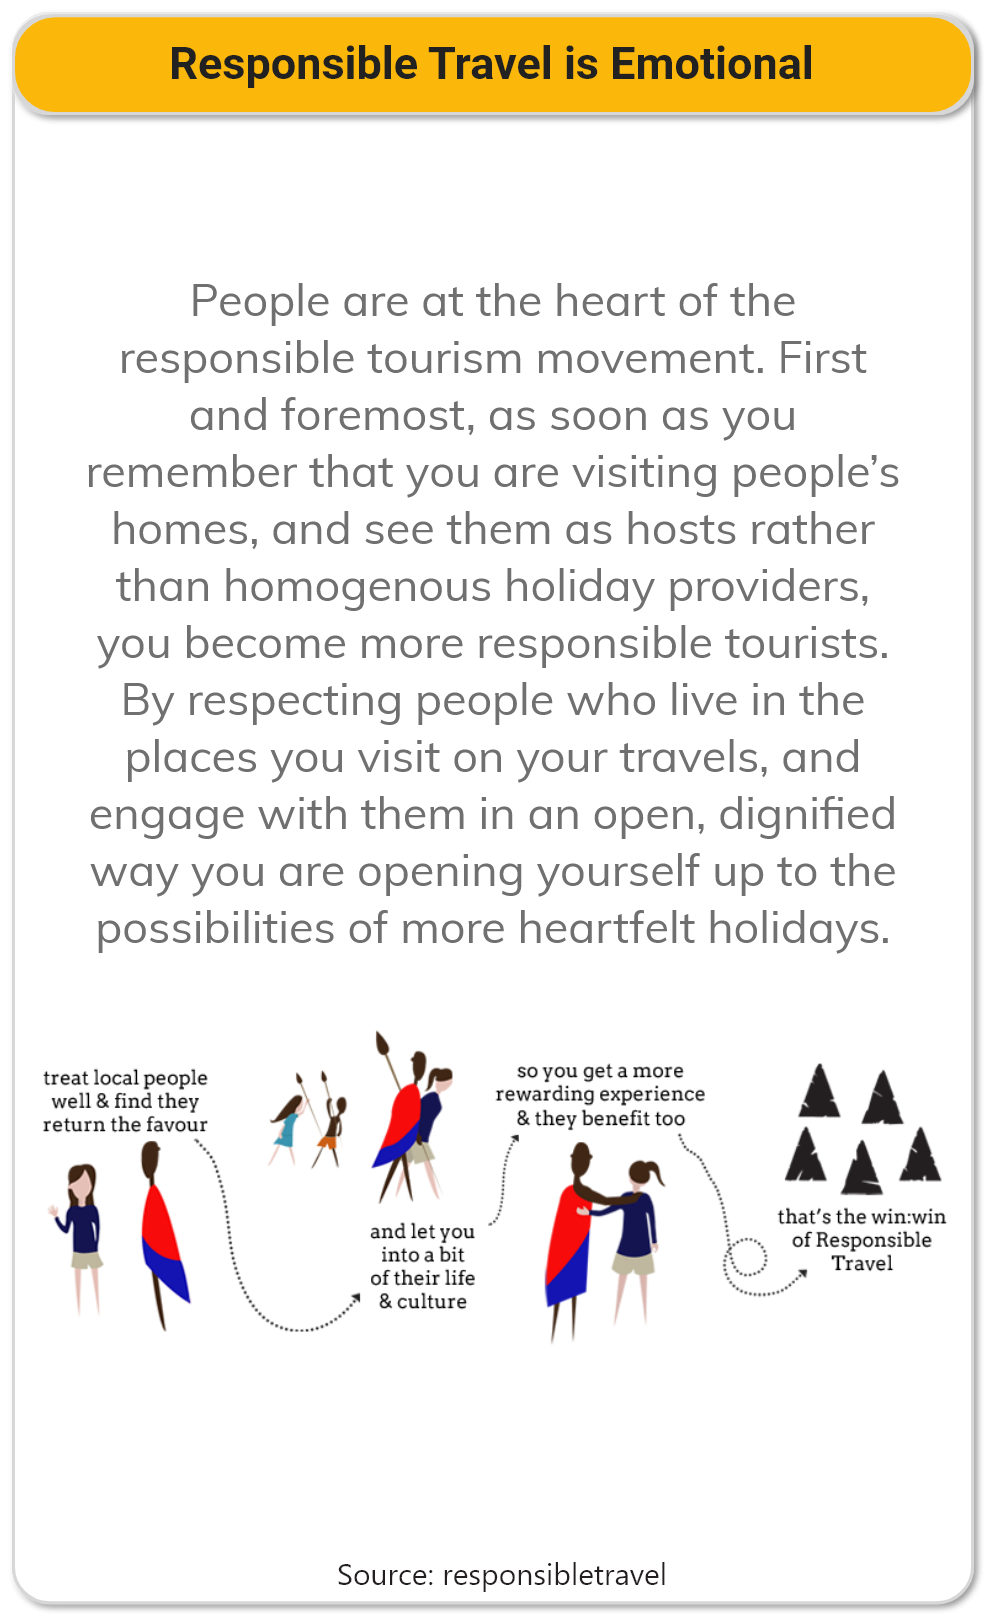 Responsible Travel is Emotional
People are at the heart of the
responsible tourism movement. First
and foremost, as soon as you
remember that you are visiting people’s
homes, and see them as hosts rather
than homogenous holiday providers,
you become more responsible tourists.
By respecting people who live in the
places you visit on your travels, and
engage with them in an open, dignified
way you are opening yourself up to the
possibilities of more heartfelt holidays.
treat local people
well & find they
return the favour
and let you
into a bit
of their life
& culture
so you get a more
rewarding experience
& they benefit too
that’s the win:win
of Responsible
Travel
Source: responsibletravel